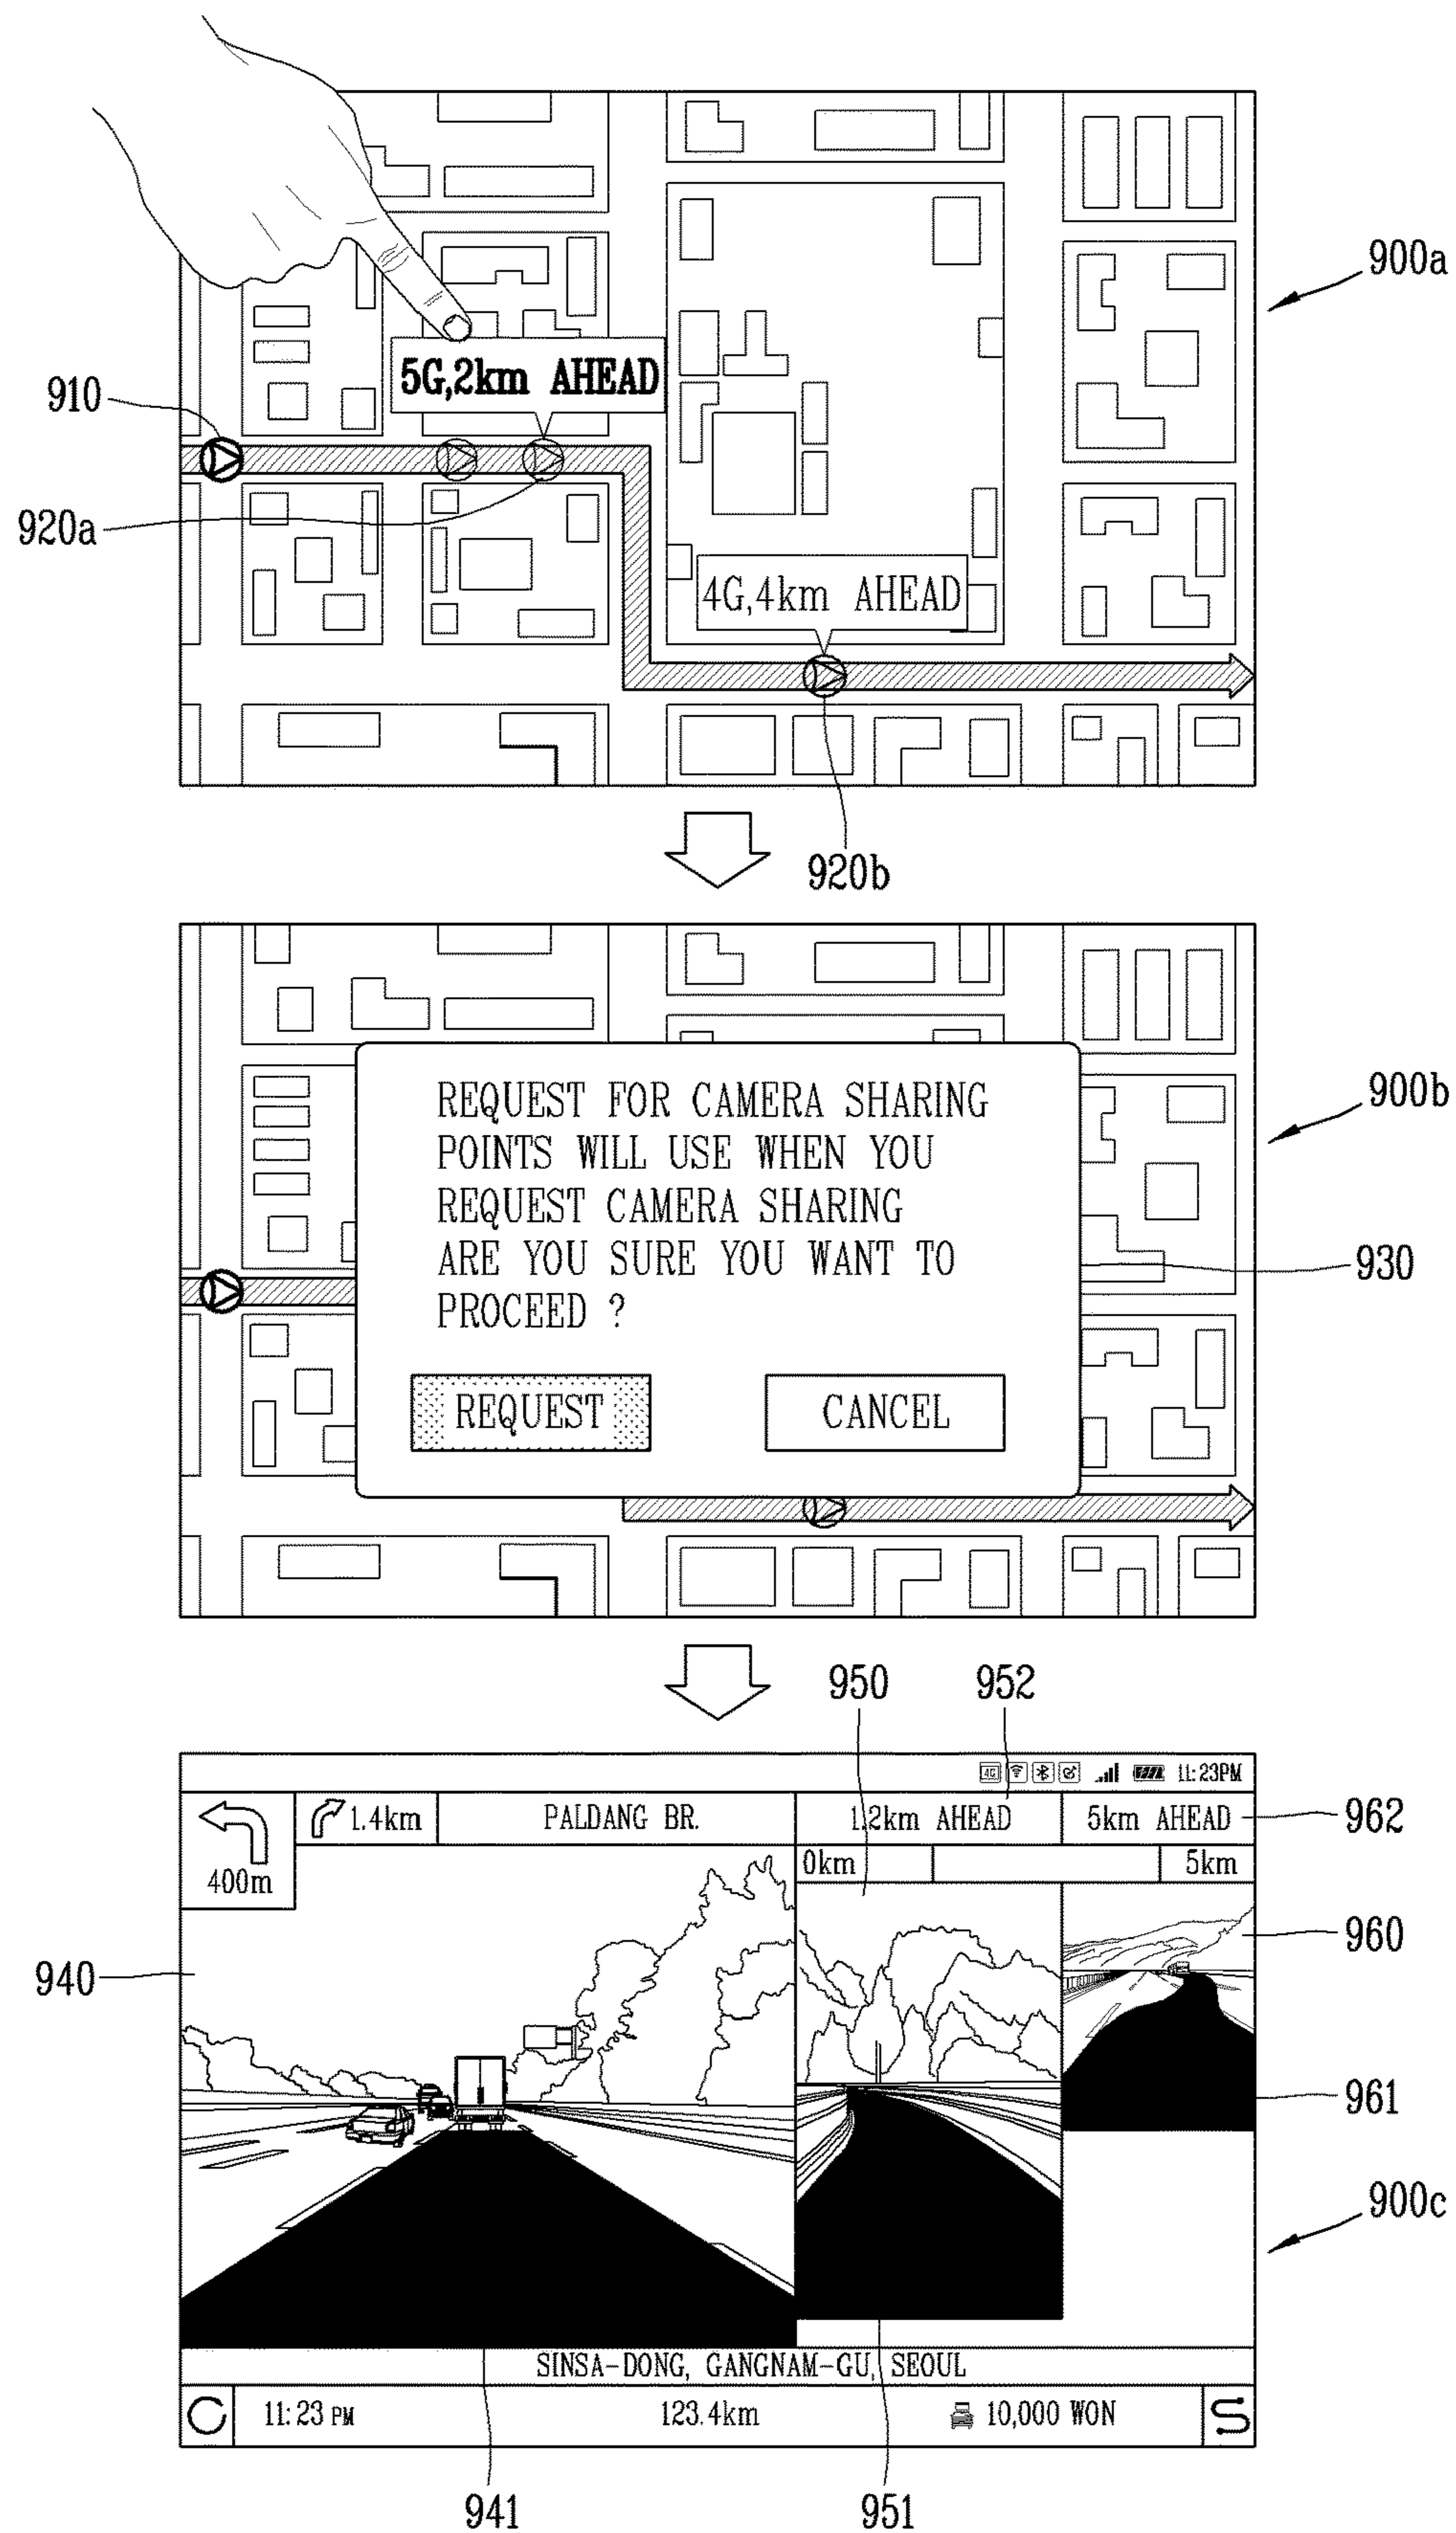 900a
5G,2km AHEAD
910
920a
4G,4km AHEAD
920b
900b
REQUEST FOR CAMERA SHARING
POINTS WILL USE WHEN YOU
REQUEST CAMERA SHARING
ARE YOU SURE YOU WANT TO
PROCEED ?
930
REQUEST
CANCEL
950
952
4G
11:23PM
400m
1.4km
PALDANG BR.
1.2km AHEAD
5km AHEAD
962
0km
5km
960
940
961
900c
SINSA-DONG, GANGNAM-GU, SEOUL
11:23 PM
123.4km
10,000 WON
941
951